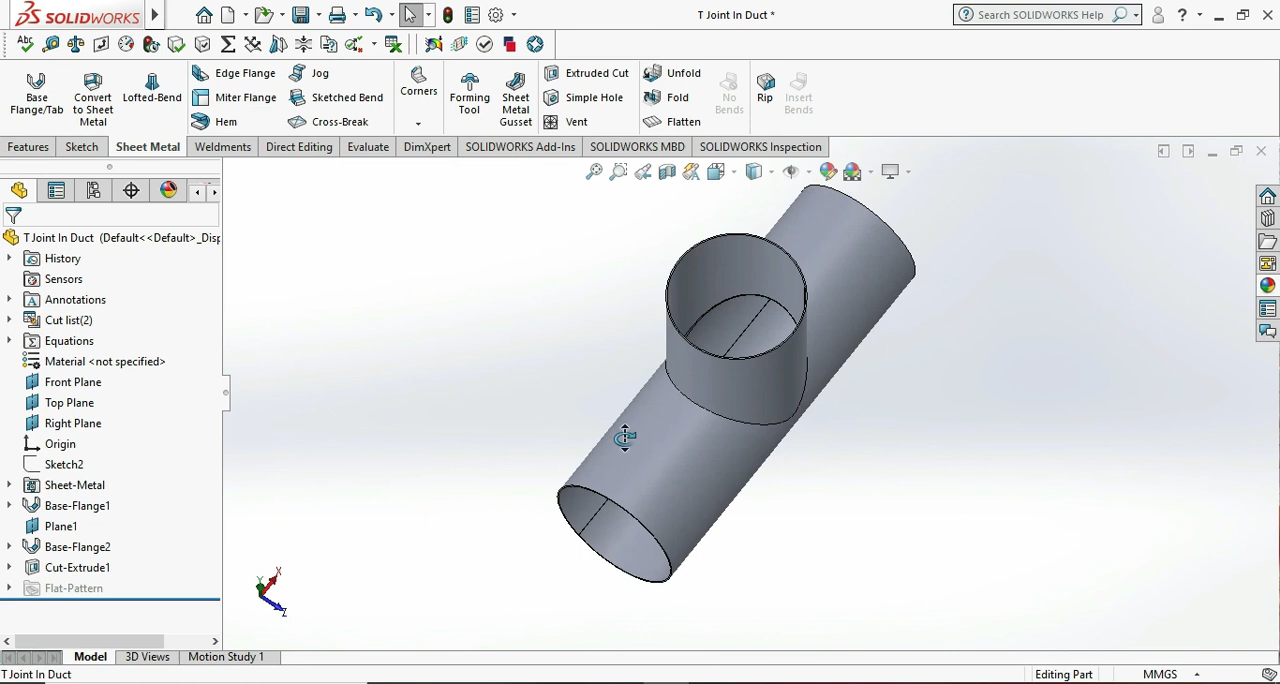 SOLIDWORKS
T Joint In Duct *
Search SOLIDWORKS Help
?
Abc
Base Flange/Tab
Convert to Sheet Metal
Lofted-Bend
Edge Flange
Miter Flange
Hem
Jog
Sketched Bend
Cross-Break
Corners
Forming Tool
Sheet Metal Gusset
Extruded Cut
Simple Hole
Vent
Unfold
Fold
Flatten
No Bends
Rip
Insert Bends
Features
Sketch
Sheet Metal
Weldments
Direct Editing
Evaluate
DimXpert
SOLIDWORKS Add-Ins
SOLIDWORKS MBD
SOLIDWORKS Inspection
T Joint In Duct (Default<<Default>_Disp
History
Sensors
Annotations
Cut list(2)
Equations
Material <not specified>
Front Plane
Top Plane
Right Plane
Origin
Sketch2
Sheet-Metal
Base-Flange1
Plane1
Base-Flange2
Cut-Extrude1
Flat-Pattern
Y
X
Z
Model
3D Views
Motion Study 1
T Joint In Duct
Editing Part
MMGS